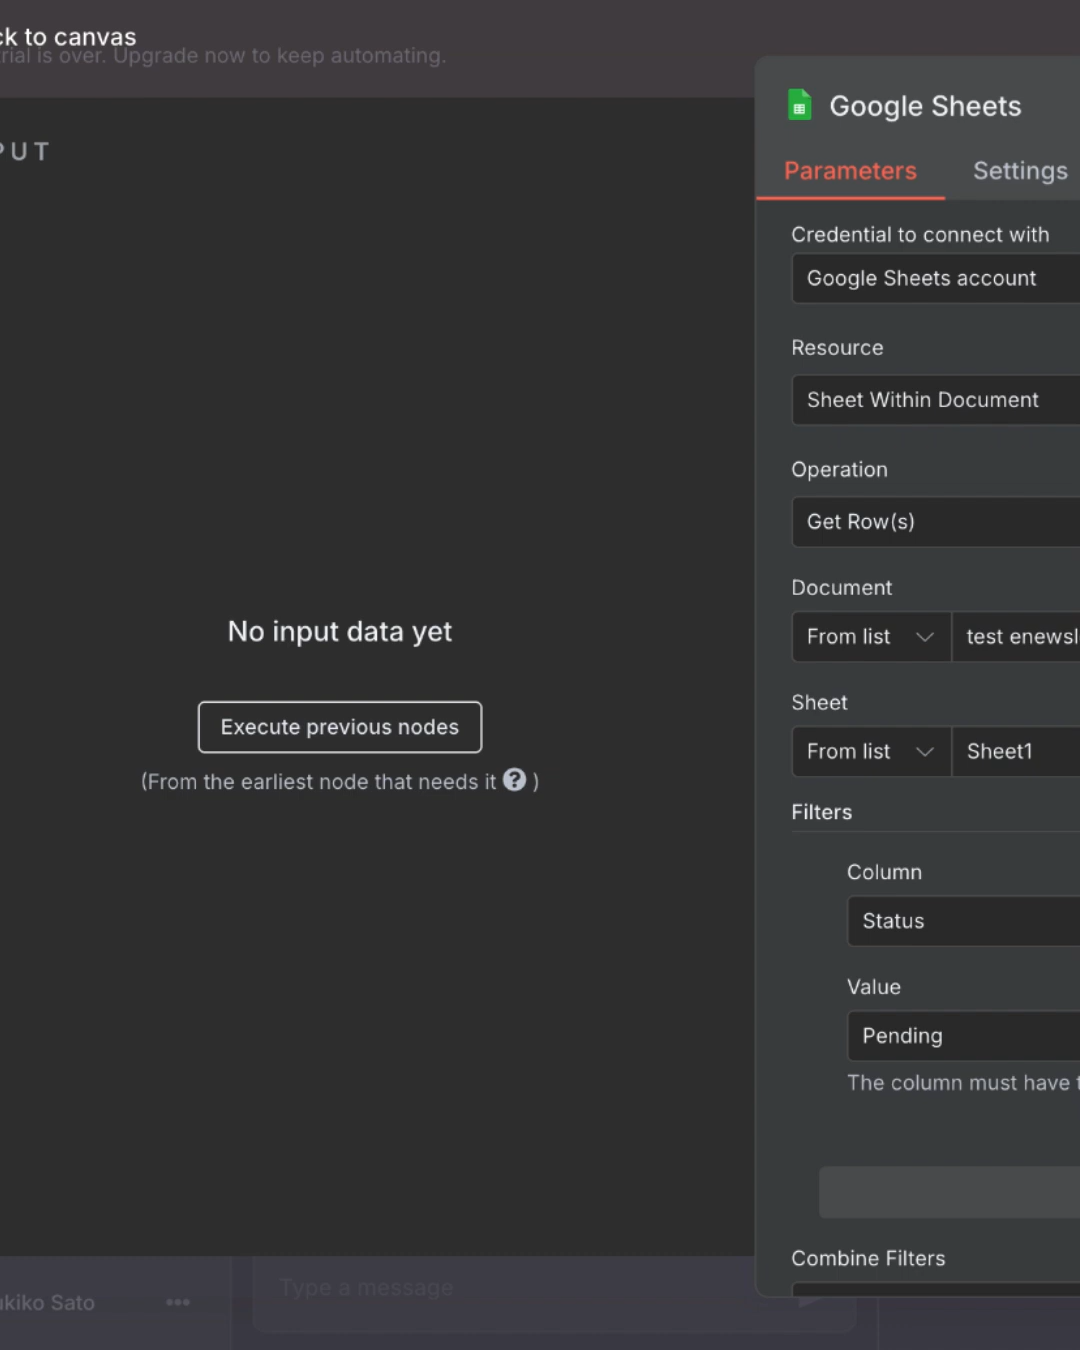 ck to canvas
trial is over. Upgrade now to keep automating.
PUT
No input data yet
Execute previous nodes
(From the earliest node that needs it ? )
Google Sheets
Parameters
Settings
Credential to connect with
Google Sheets account
Resource
Sheet Within Document
Operation
Get Row(s)
Document
From list
test enewsl
Sheet
From list
Sheet1
Filters
Column
Status
Value
Pending
The column must have t
Combine Filters
Type a message
ukiko Sato